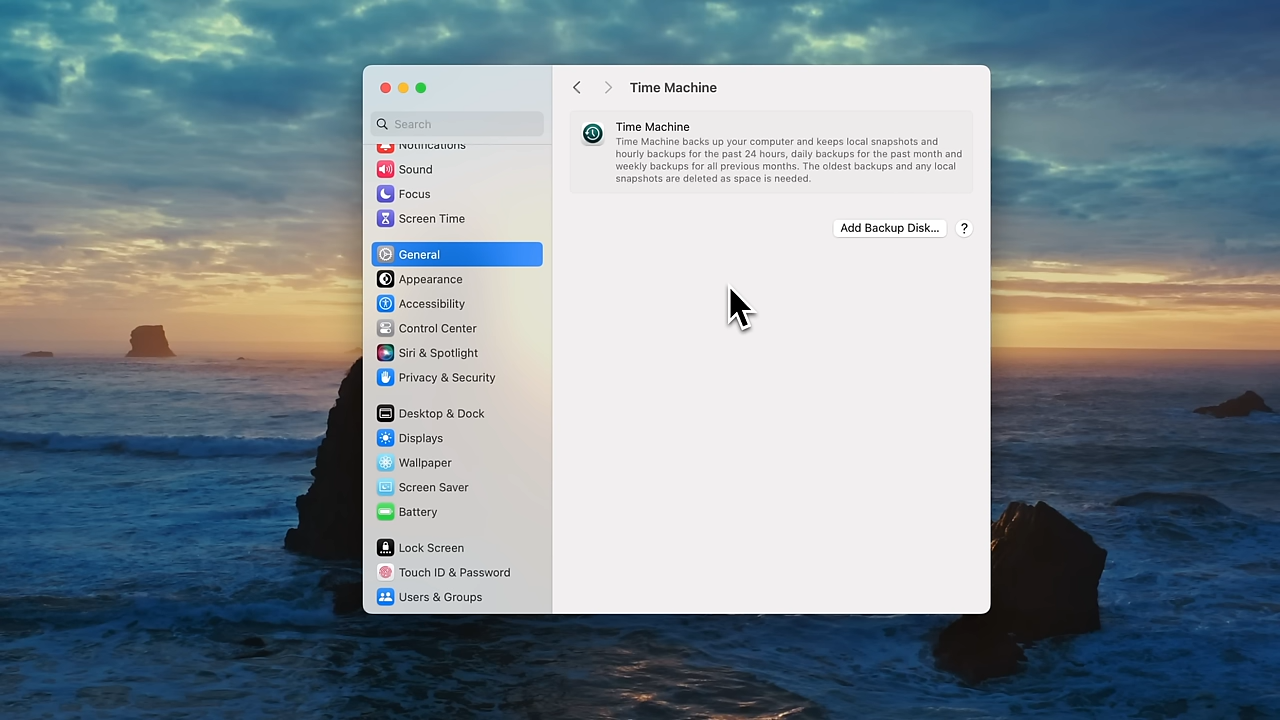 Time Machine
Search
Notifications
Sound
Focus
Screen Time
General
Appearance
Accessibility
Control Center
Siri & Spotlight
Privacy & Security
Desktop & Dock
Displays
Wallpaper
Screen Saver
Battery
Lock Screen
Touch ID & Password
Users & Groups
Time Machine
Time Machine backs up your computer and keeps local snapshots and
hourly backups for the past 24 hours, daily backups for the past month and
weekly backups for all previous months. The oldest backups and any local
snapshots are deleted as space is needed.
Add Backup Disk...
?